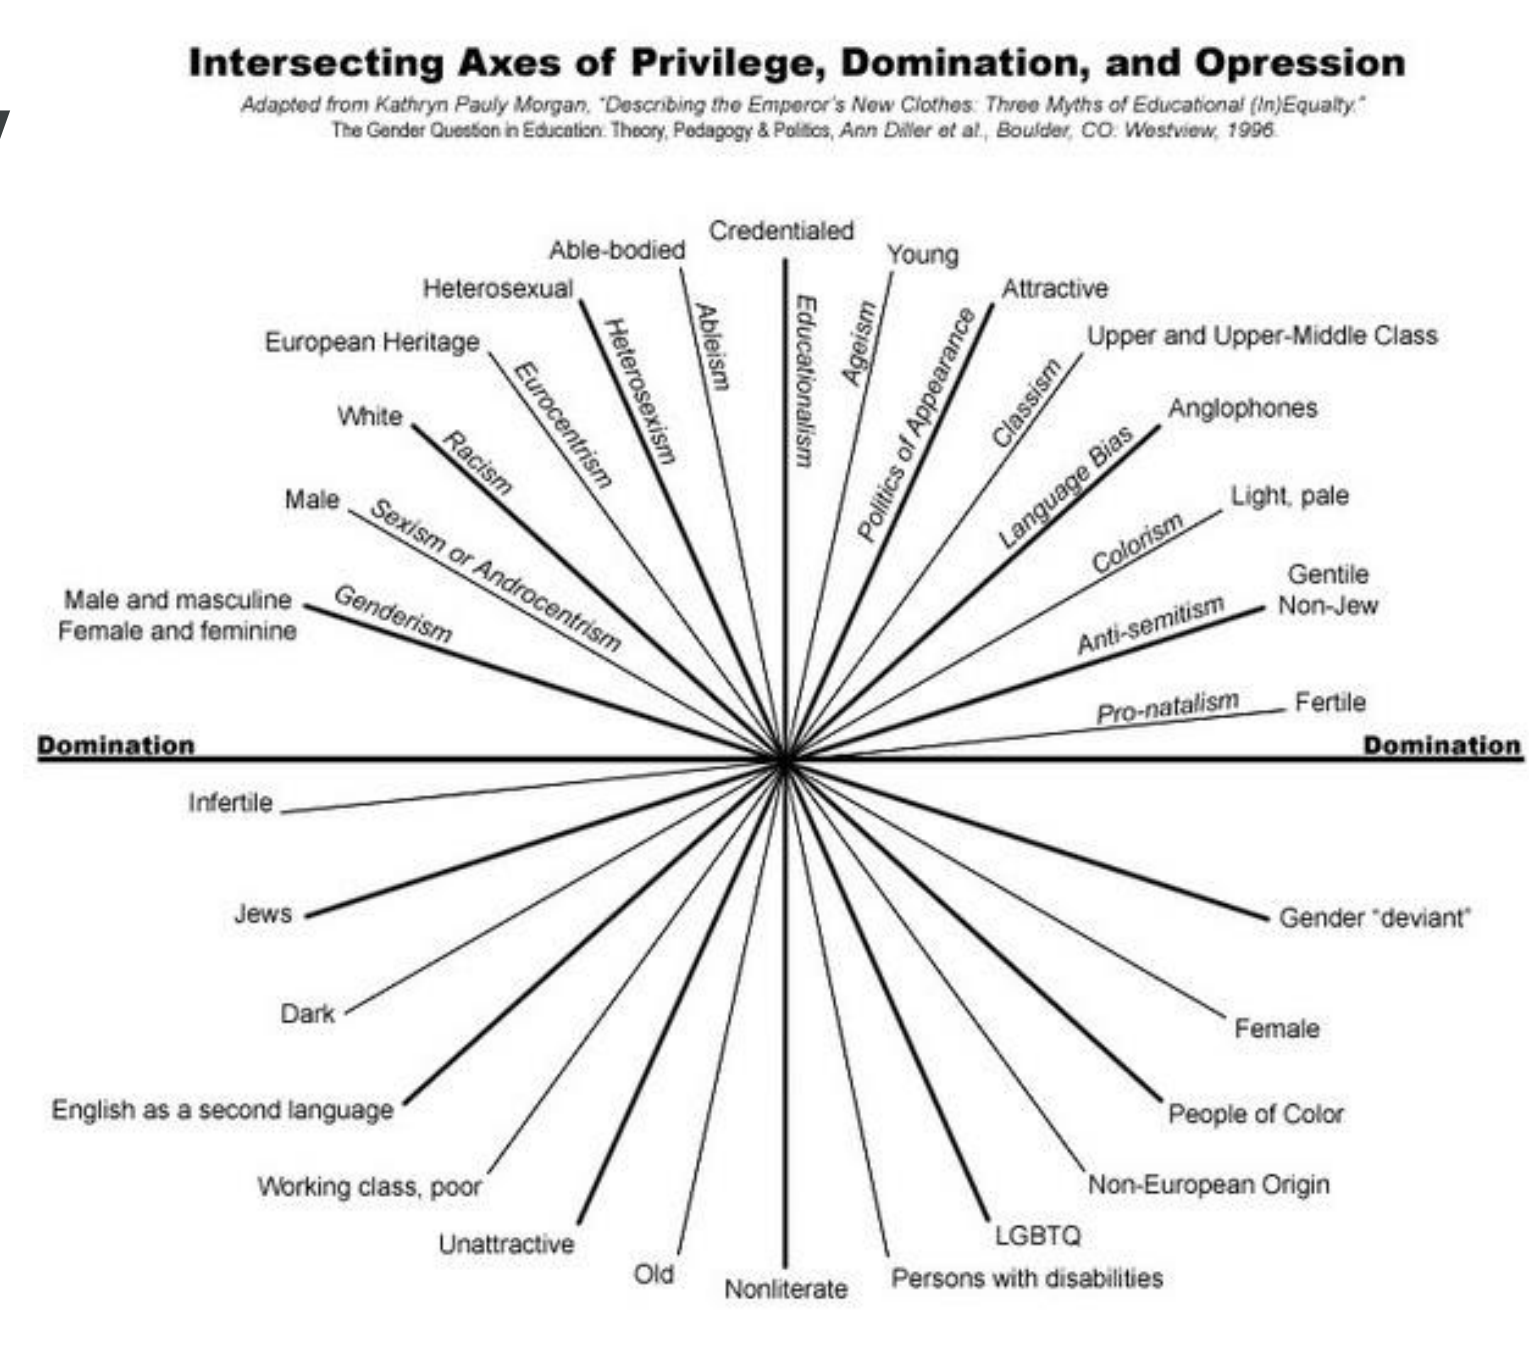 Intersecting Axes of Privilege, Domination, and Opression
Adapted from Kathryn Pauly Morgan, "Describing the Emperor's New Clothes: Three Myths of Educational (In)Equalty."
The Gender Question in Education: Theory, Pedagogy & Politics, Ann Diller et al., Boulder, CO: Westview, 1996.
Credentialed
Able-bodied
Young
Heterosexual
Attractive
European Heritage
Upper and Upper-Middle Class
White
Anglophones
Male
Light, pale
Male and masculine
Female and feminine
Gentile
Non-Jew
Fertile
Genderism
Sexism or Androcentrism
Racism
Eurocentrism
Heterosexism
Ableism
Educationalism
Ageism
Politics of Appearance
Classism
Language Bias
Colorism
Anti-semitism
Pro-natalism
Domination
Domination
Infertile
Jews
Gender "deviant"
Dark
Female
English as a second language
People of Color
Working class, poor
Non-European Origin
Unattractive
LGBTQ
Old
Persons with disabilities
Nonliterate